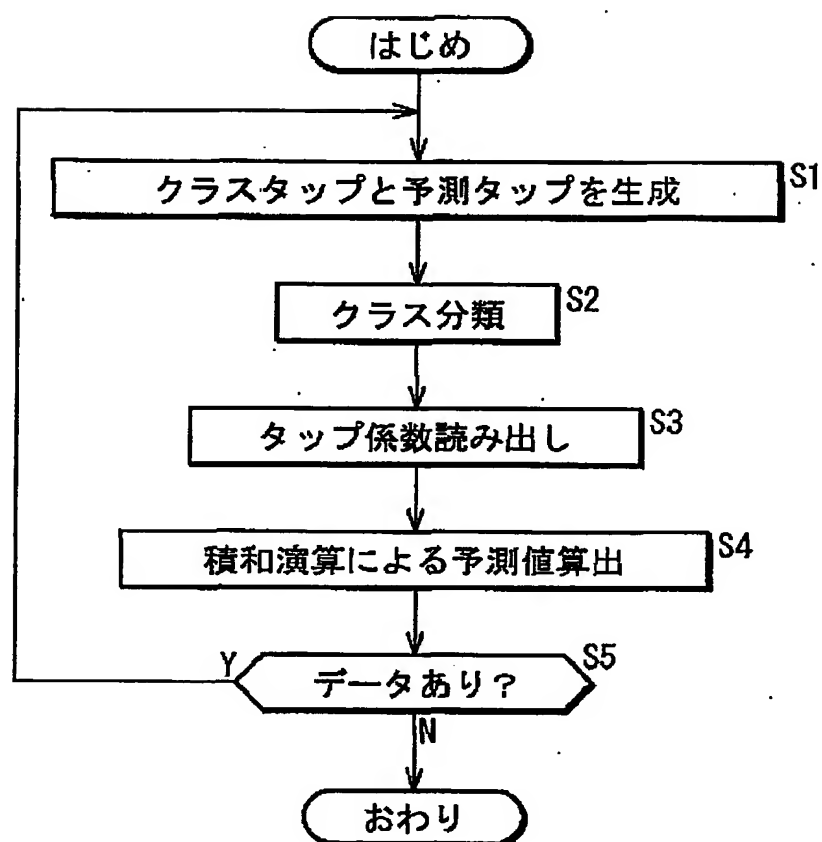 はじめ
クラスタップと予測タップを生成
S1
クラス分類
S2
タップ係数読み出し
S3
積和演算による予測値算出
S4
Y
データあり?
S5
N
おわり